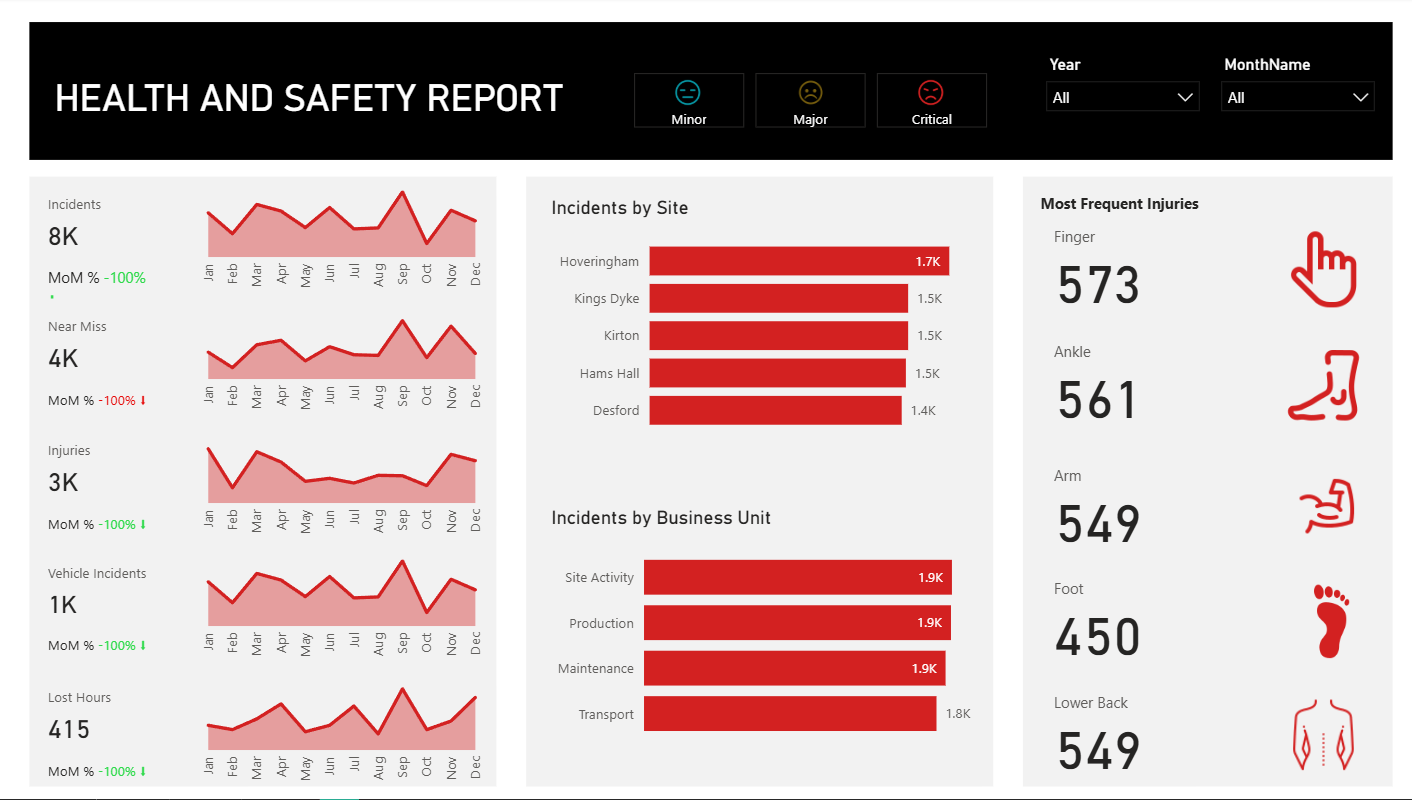 HEALTH AND SAFETY REPORT
Minor
Major
Critical
Year
All
MonthName
All
Incidents
8K
MoM % -100%
Jan Feb Mar Apr May Jun Jul Aug Sep Oct Nov Dec
Near Miss
4K
MoM % -100% ⬇
Jan Feb Mar Apr May Jun Jul Aug Sep Oct Nov Dec
Injuries
3K
MoM % -100% ⬇
Jan Feb Mar Apr May Jun Jul Aug Sep Oct Nov Dec
Vehicle Incidents
1K
MoM % -100% ⬇
Jan Feb Mar Apr May Jun Jul Aug Sep Oct Nov Dec
Lost Hours
415
MoM % -100% ⬇
Jan Feb Mar Apr May Jun Jul Aug Sep Oct Nov Dec
Incidents by Site
Hoveringham 1.7K
Kings Dyke 1.5K
Kirton 1.5K
Hams Hall 1.5K
Desford 1.4K
Incidents by Business Unit
Site Activity 1.9K
Production 1.9K
Maintenance 1.9K
Transport 1.8K
Most Frequent Injuries
Finger
573
Ankle
561
Arm
549
Foot
450
Lower Back
549